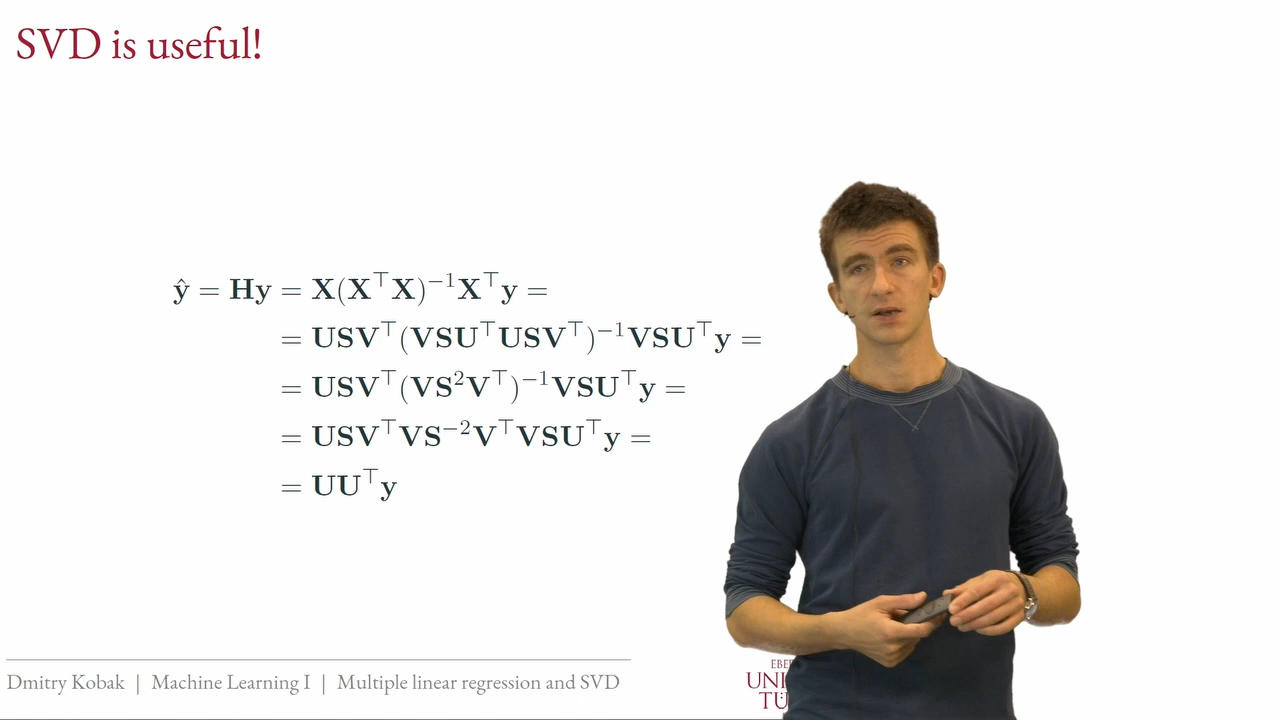 SVD is useful!
ŷ = Hy = X(X⊤X)⁻¹X⊤y =
= USV⊤(VSU⊤USV⊤)⁻¹VSU⊤y =
= USV⊤(VS²V⊤)⁻¹VSU⊤y =
= USV⊤VS⁻²V⊤VSU⊤y =
= UU⊤y
Dmitry Kobak | Machine Learning I | Multiple linear regression and SVD